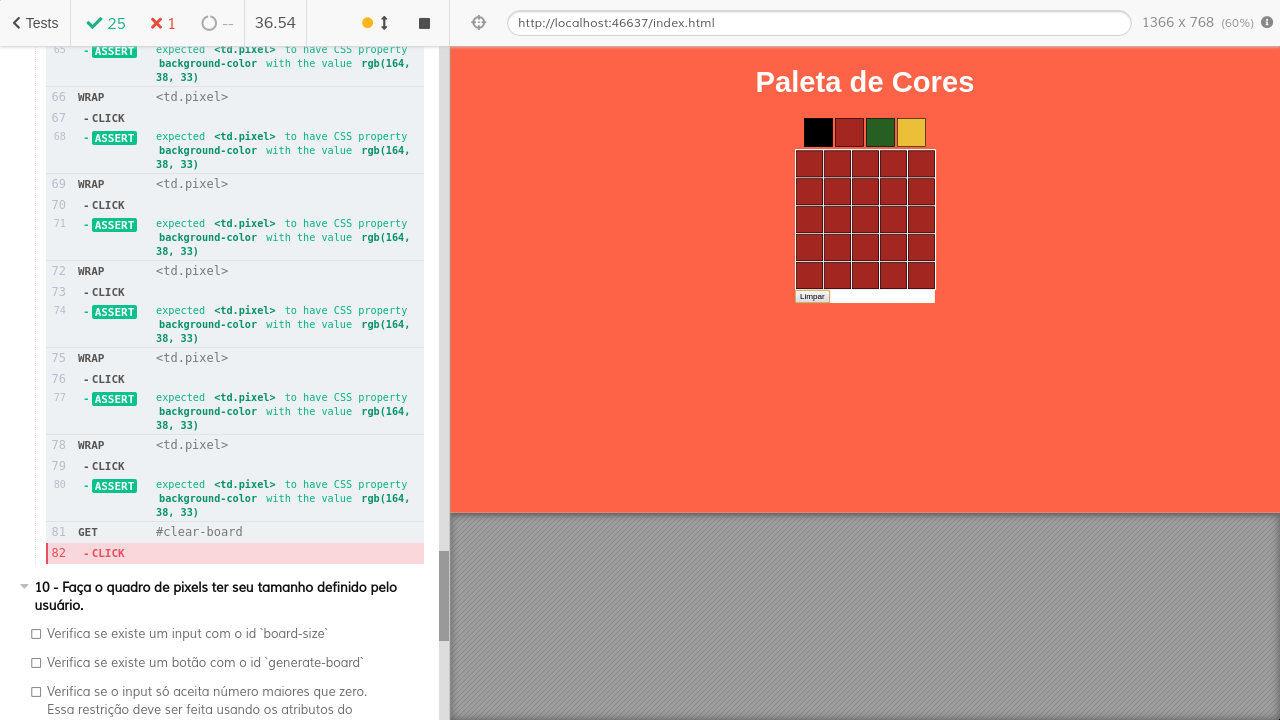 Tests 25 1 -- 36.54 http://localhost:46637/index.html 1366 x 768 (60%)
65 - ASSERT expected <td.pixel> to have CSS property
background-color with the value rgb(164,
38, 33)
66 WRAP <td.pixel>
67 - CLICK
68 - ASSERT expected <td.pixel> to have CSS property
background-color with the value rgb(164,
38, 33)
69 WRAP <td.pixel>
70 - CLICK
71 - ASSERT expected <td.pixel> to have CSS property
background-color with the value rgb(164,
38, 33)
72 WRAP <td.pixel>
73 - CLICK
74 - ASSERT expected <td.pixel> to have CSS property
background-color with the value rgb(164,
38, 33)
75 WRAP <td.pixel>
76 - CLICK
77 - ASSERT expected <td.pixel> to have CSS property
background-color with the value rgb(164,
38, 33)
78 WRAP <td.pixel>
79 - CLICK
80 - ASSERT expected <td.pixel> to have CSS property
background-color with the value rgb(164,
38, 33)
81 GET #clear-board
82 - CLICK
10 - Faça o quadro de pixels ter seu tamanho definido pelo
usuário.
Verifica se existe um input com o id `board-size`
Verifica se existe um botão com o id `generate-board`
Verifica se o input só aceita número maiores que zero.
Essa restrição deve ser feita usando os atributos do
Paleta de Cores
Limpar